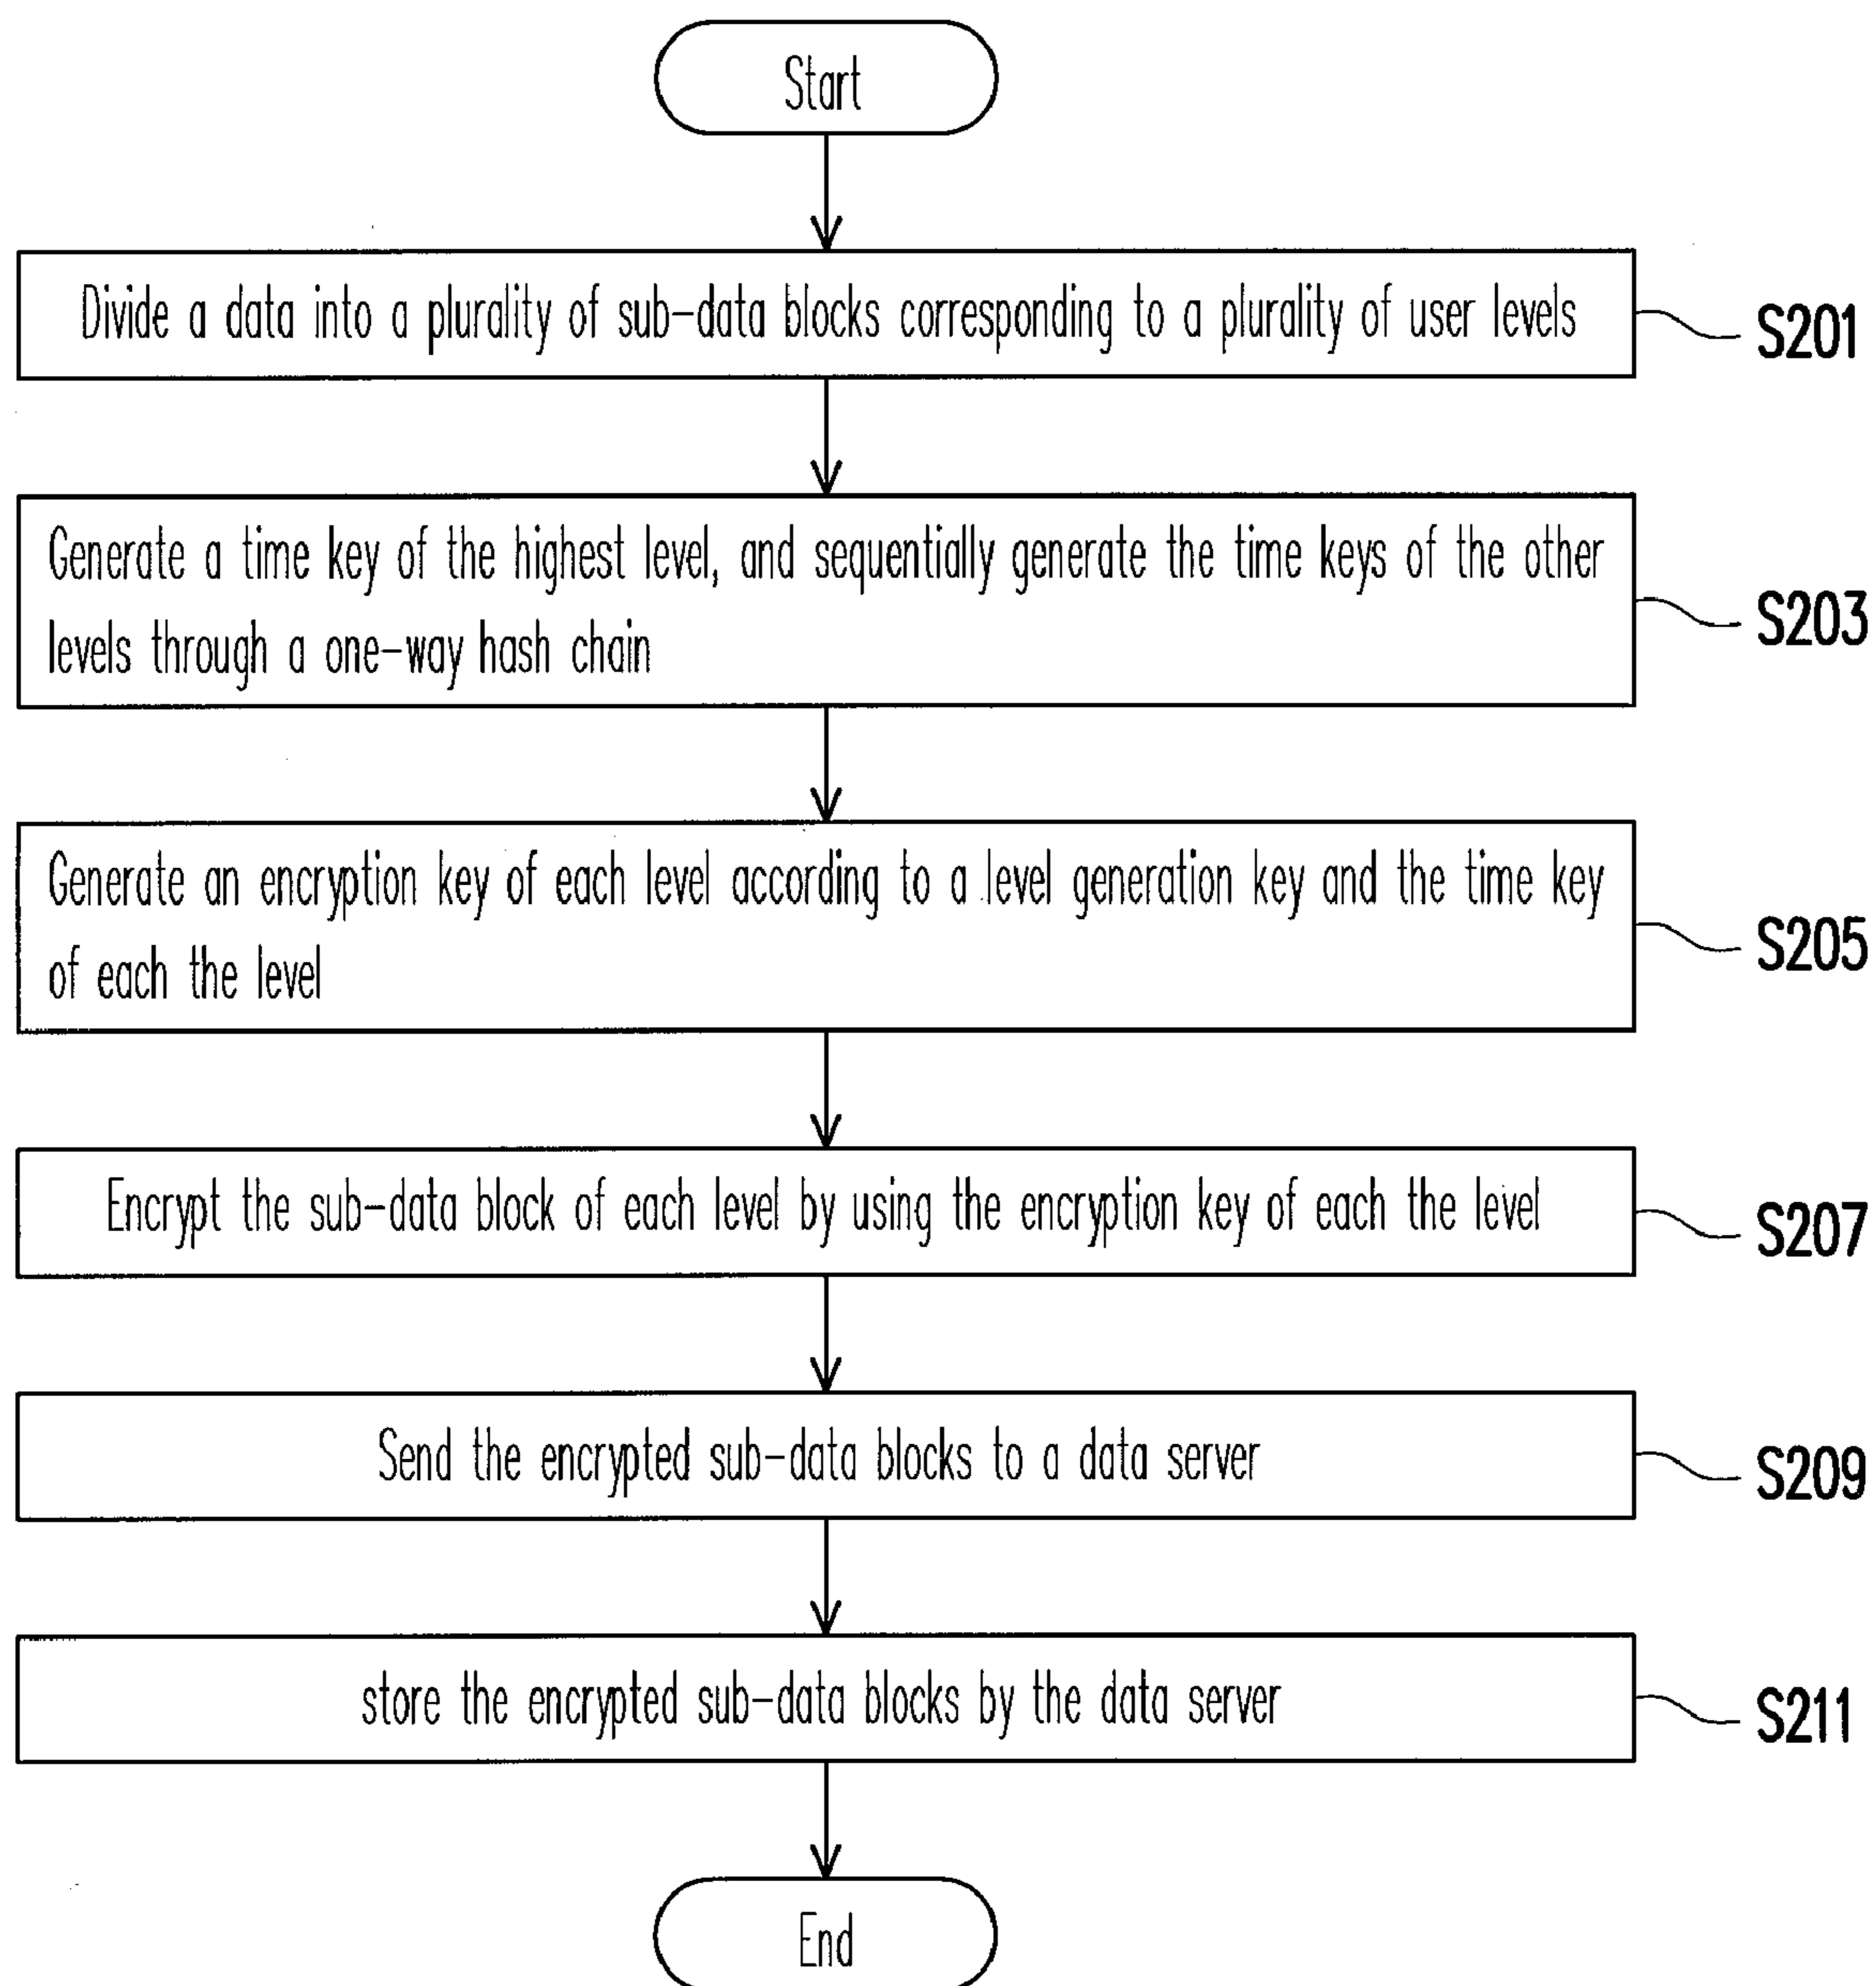 Start
Divide a data into a plurality of sub-data blocks corresponding to a plurality of user levels
S201
Generate a time key of the highest level, and sequentially generate the time keys of the other
levels through a one-way hash chain
S203
Generate an encryption key of each level according to a level generation key and the time key
of each the level
S205
Encrypt the sub-data block of each level by using the encryption key of each the level
S207
Send the encrypted sub-data blocks to a data server
S209
store the encrypted sub-data blocks by the data server
S211
End